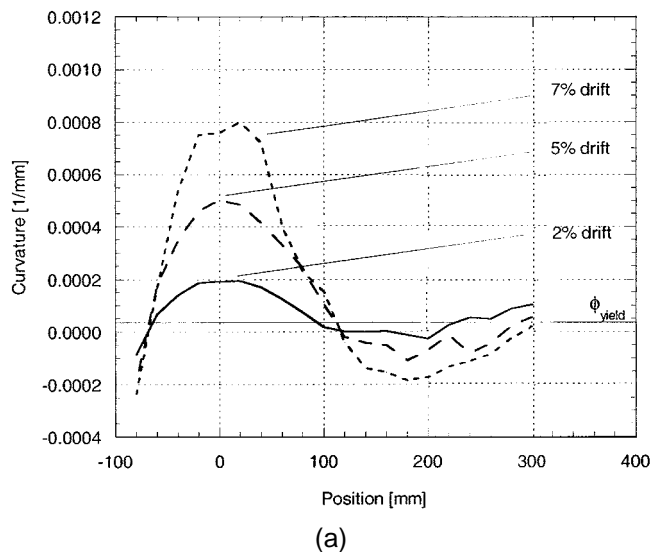 0.0012
0.0010
0.0008
0.0006
0.0004
0.0002
0.0000
-0.0002
-0.0004
Curvature [1/mm]
7% drift
5% drift
2% drift
ϕyield
-100
0
100
200
300
400
Position [mm]
(a)